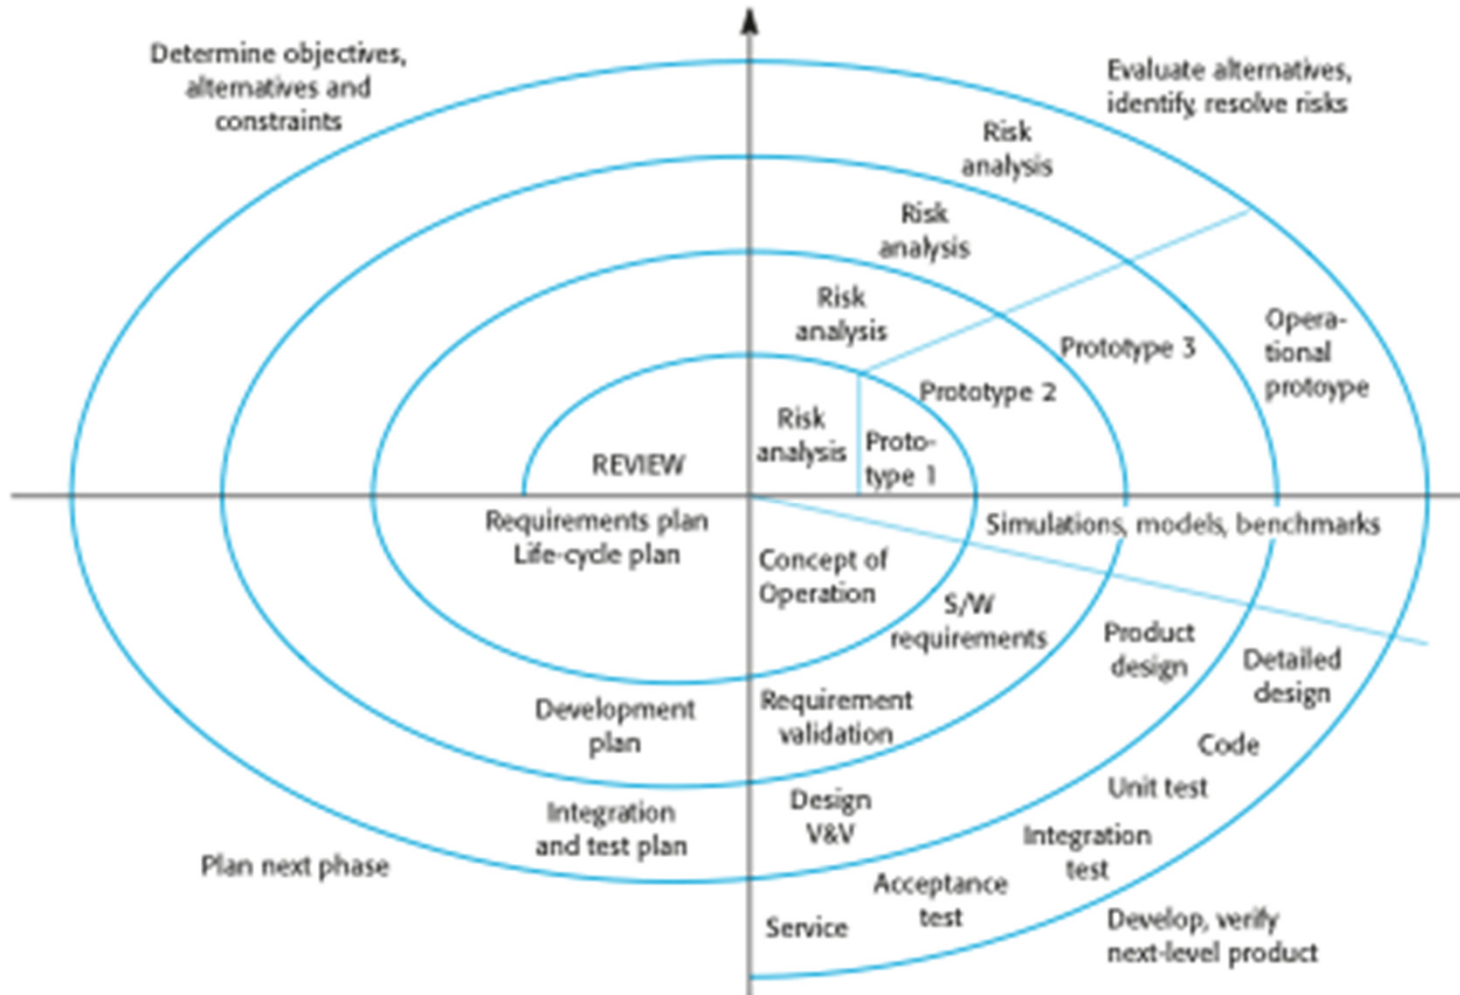 Determine objectives,
alternatives and
constraints
Evaluate alternatives,
identify, resolve risks
Risk
analysis
Risk
analysis
Risk
analysis
Risk
analysis
Proto-
type 1
Prototype 2
Prototype 3
Opera-
tional
protoype
REVIEW
Requirements plan
Life-cycle plan
Simulations, models, benchmarks
Concept of
Operation
S/W
requirements
Product
design
Detailed
design
Development
plan
Requirement
validation
Code
Unit test
Integration
and test plan
Design
V&V
Integration
test
Plan next phase
Acceptance
test
Service
Develop, verify
next-level product